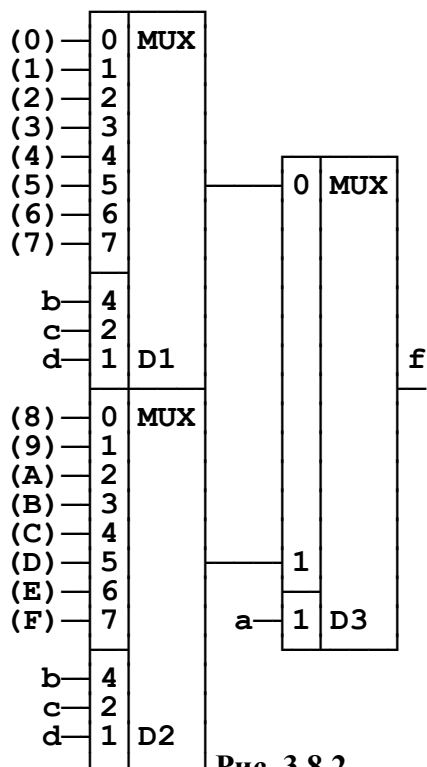 (0) 0 MUX
(1) 1
(2) 2
(3) 3
(4) 4
(5) 5 0 MUX
(6) 6
(7) 7
b 4
c 2
d 1 D1 f
(8) 0 MUX
(9) 1
(A) 2
(B) 3
(C) 4
(D) 5 1
(E) 6
(F) 7 a 1 D3
b 4
c 2
d 1 D2
Рис. 3.8.2